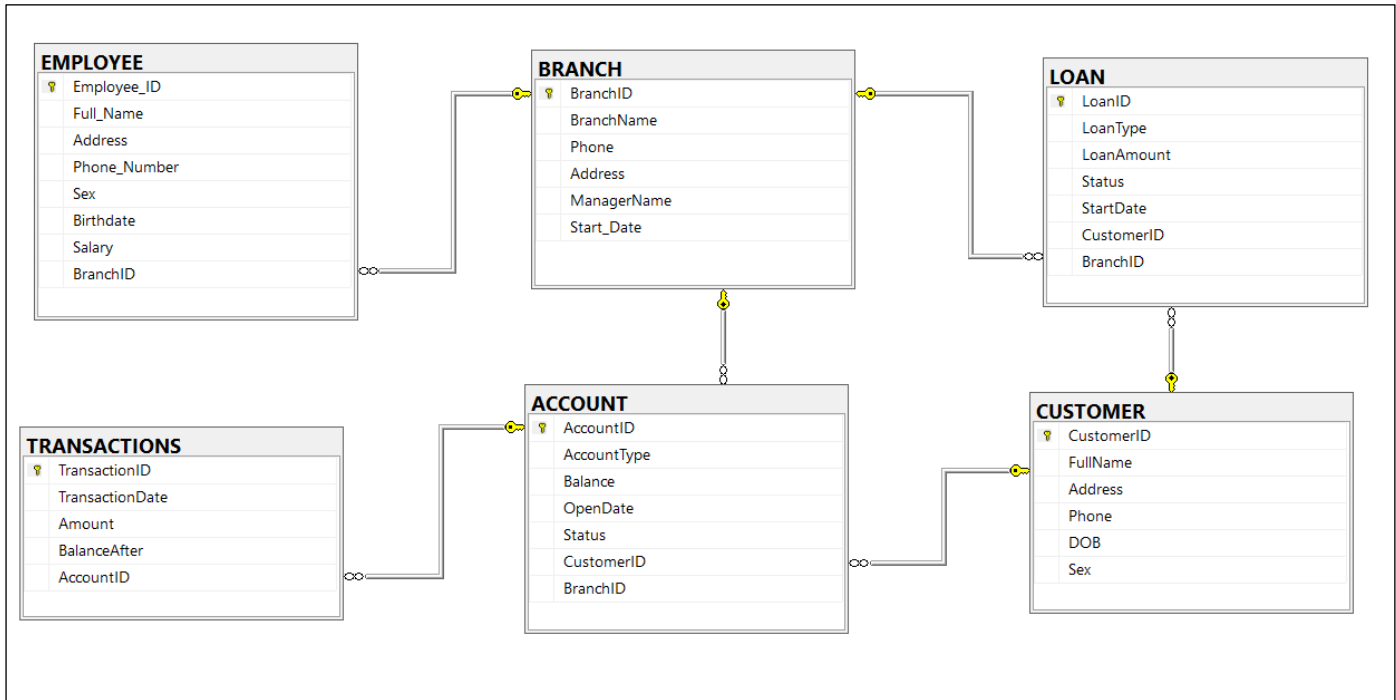 EMPLOYEE
Employee_ID
Full_Name
Address
Phone_Number
Sex
Birthdate
Salary
BranchID
BRANCH
BranchID
BranchName
Phone
Address
ManagerName
Start_Date
LOAN
LoanID
LoanType
LoanAmount
Status
StartDate
CustomerID
BranchID
TRANSACTIONS
TransactionID
TransactionDate
Amount
BalanceAfter
AccountID
ACCOUNT
AccountID
AccountType
Balance
OpenDate
Status
CustomerID
BranchID
CUSTOMER
CustomerID
FullName
Address
Phone
DOB
Sex